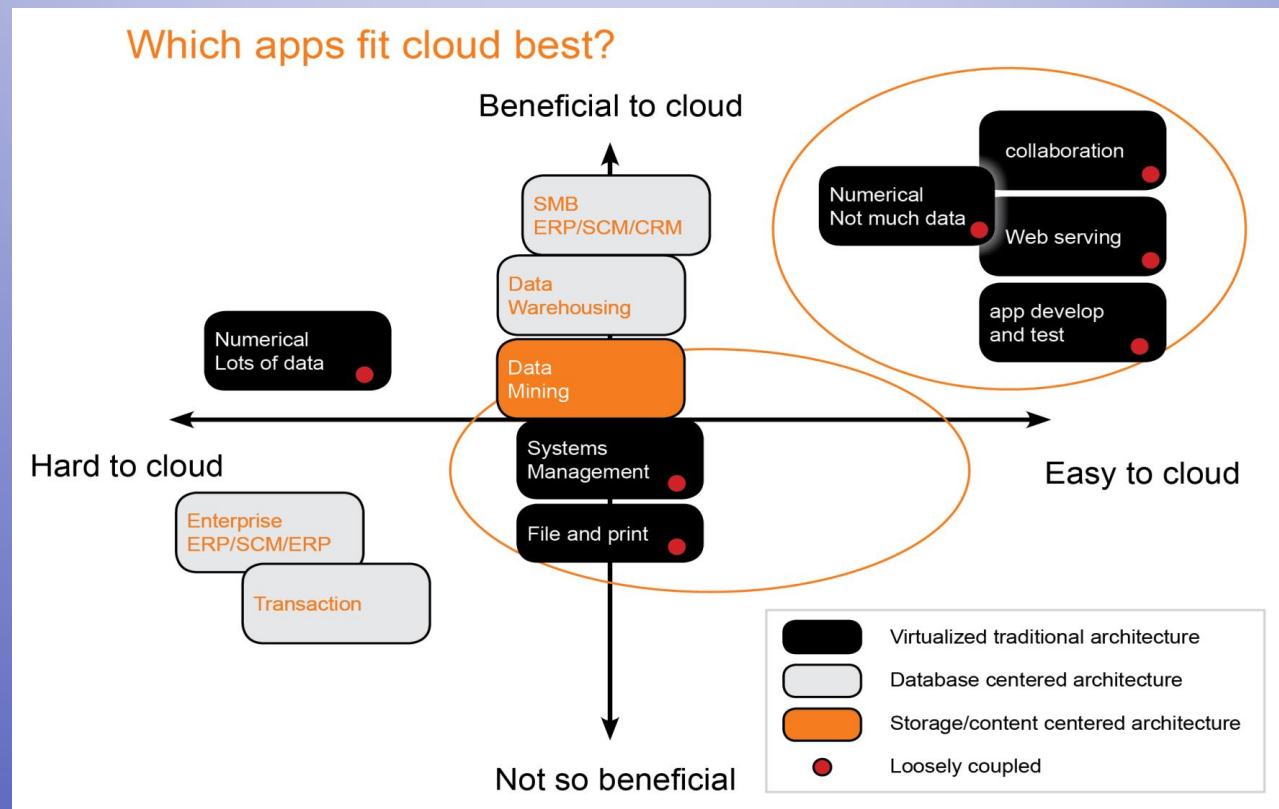 Which apps fit cloud best?
Beneficial to cloud
collaboration
SMB
ERP/SCM/CRM
Numerical
Not much data
Web serving
Data
Warehousing
app develop
and test
Numerical
Lots of data
Data
Mining
Systems
Management
Hard to cloud
Easy to cloud
Enterprise
ERP/SCM/ERP
File and print
Transaction
Virtualized traditional architecture
Database centered architecture
Storage/content centered architecture
Loosely coupled
Not so beneficial